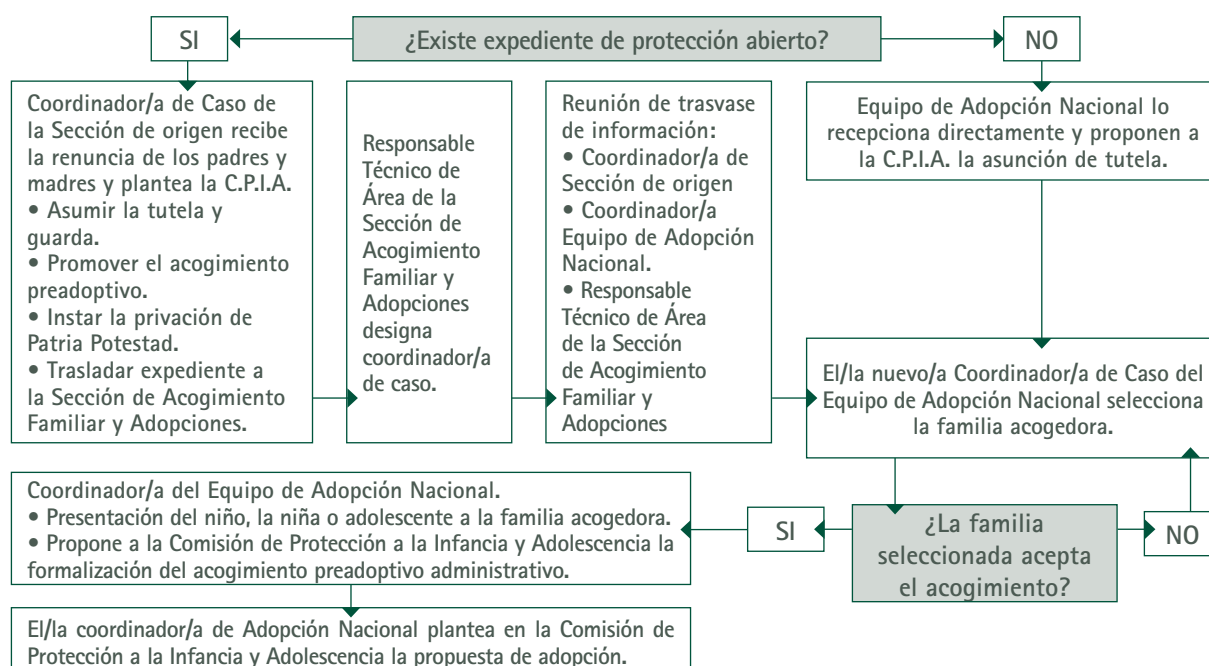 SI
¿Existe expediente de protección abierto?
NO
Coordinador/a de Caso de
la Sección de origen recibe
la renuncia de los padres y
madres y plantea la C.P.I.A.
• Asumir la tutela y
guarda.
• Promover el acogimiento
preadoptivo.
• Instar la privación de
Patria Potestad.
• Trasladar expediente a
la Sección de Acogimiento
Familiar y Adopciones.
Responsable
Técnico de
Área de la
Sección de
Acogimiento
Familiar y
Adopciones
designa
coordinador/a
de caso.
Reunión de trasvase
de información:
• Coordinador/a de
Sección de origen
• Coordinador/a
Equipo de Adopción
Nacional.
• Responsable
Técnico de Área
de la Sección
de Acogimiento
Familiar y
Adopciones
Equipo de Adopción Nacional lo
recepciona directamente y proponen a
la C.P.I.A. la asunción de tutela.
El/la nuevo/a Coordinador/a de Caso del
Equipo de Adopción Nacional selecciona
la familia acogedora.
¿La familia
seleccionada acepta
el acogimiento?
SI
NO
Coordinador/a del Equipo de Adopción Nacional.
• Presentación del niño, la niña o adolescente a la familia acogedora.
• Propone a la Comisión de Protección a la Infancia y Adolescencia la
formalización del acogimiento preadoptivo administrativo.
El/la coordinador/a de Adopción Nacional plantea en la Comisión de
Protección a la Infancia y Adolescencia la propuesta de adopción.